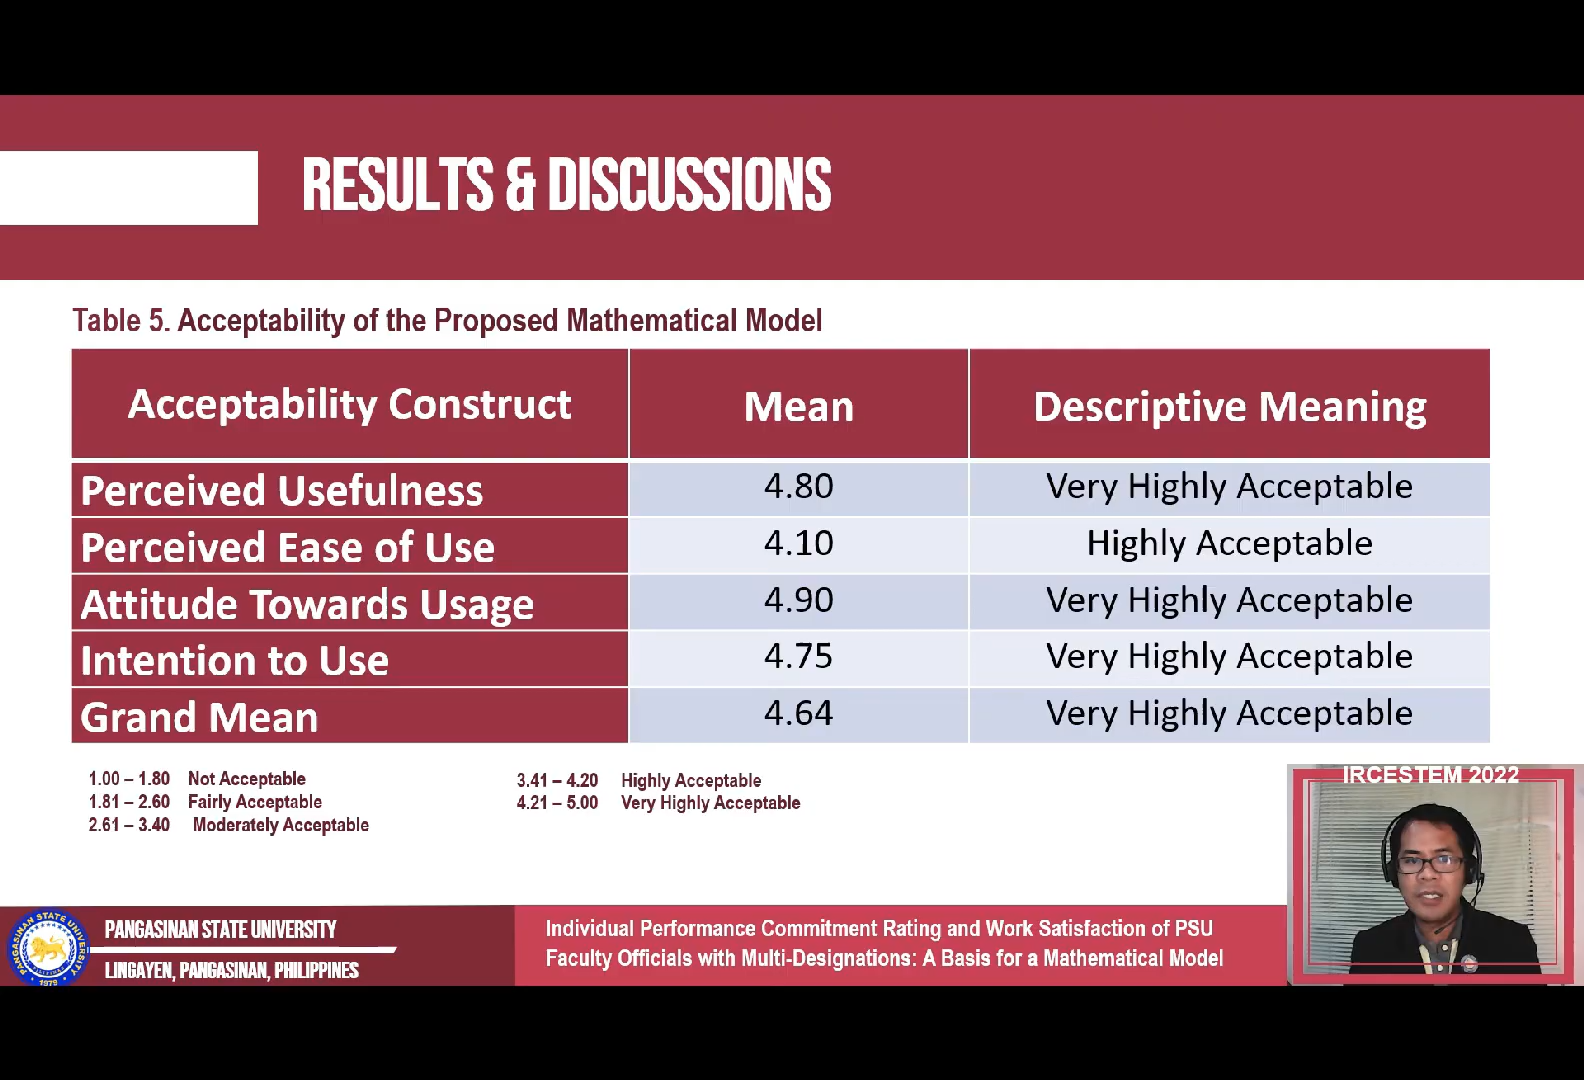 RESULTS & DISCUSSIONS
Table 5. Acceptability of the Proposed Mathematical Model
Acceptability Construct Mean Descriptive Meaning
Perceived Usefulness 4.80 Very Highly Acceptable
Perceived Ease of Use 4.10 Highly Acceptable
Attitude Towards Usage 4.90 Very Highly Acceptable
Intention to Use 4.75 Very Highly Acceptable
Grand Mean 4.64 Very Highly Acceptable
1.00 – 1.80 Not Acceptable
1.81 – 2.60 Fairly Acceptable
2.61 – 3.40 Moderately Acceptable
3.41 – 4.20 Highly Acceptable
4.21 – 5.00 Very Highly Acceptable
IRCESTEM 2022
PANGASINAN STATE UNIVERSITY
1979
PANGASINAN STATE UNIVERSITY
LINGAYEN, PANGASINAN, PHILIPPINES
Individual Performance Commitment Rating and Work Satisfaction of PSU
Faculty Officials with Multi-Designations: A Basis for a Mathematical Model